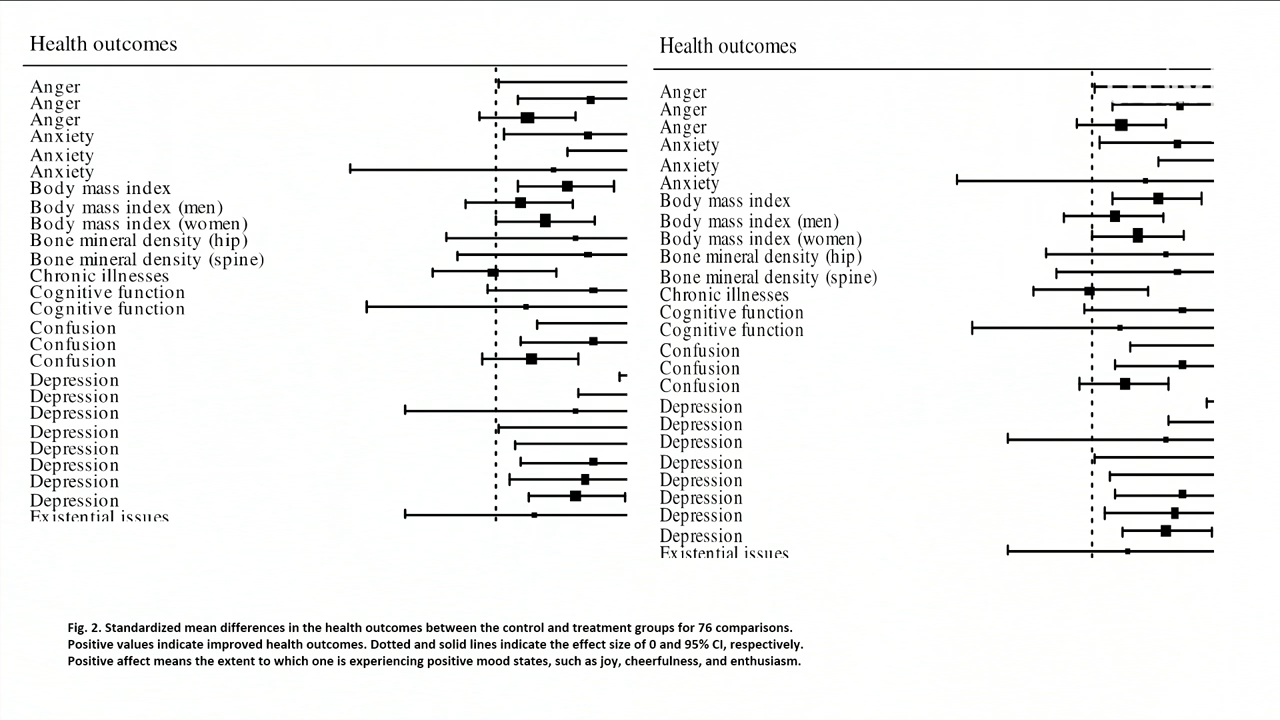 Health outcomes
Anger
Anger
Anger
Anxiety
Anxiety
Anxiety
Body mass index
Body mass index (men)
Body mass index (women)
Bone mineral density (hip)
Bone mineral density (spine)
Chronic illnesses
Cognitive function
Cognitive function
Confusion
Confusion
Confusion
Depression
Depression
Depression
Depression
Depression
Depression
Depression
Depression
Existential issues
Health outcomes
Anger
Anger
Anger
Anxiety
Anxiety
Anxiety
Body mass index
Body mass index (men)
Body mass index (women)
Bone mineral density (hip)
Bone mineral density (spine)
Chronic illnesses
Cognitive function
Cognitive function
Confusion
Confusion
Confusion
Depression
Depression
Depression
Depression
Depression
Depression
Depression
Depression
Existential issues
Fig. 2. Standardized mean differences in the health outcomes between the control and treatment groups for 76 comparisons.
Positive values indicate improved health outcomes. Dotted and solid lines indicate the effect size of 0 and 95% CI, respectively.
Positive affect means the extent to which one is experiencing positive mood states, such as joy, cheerfulness, and enthusiasm.